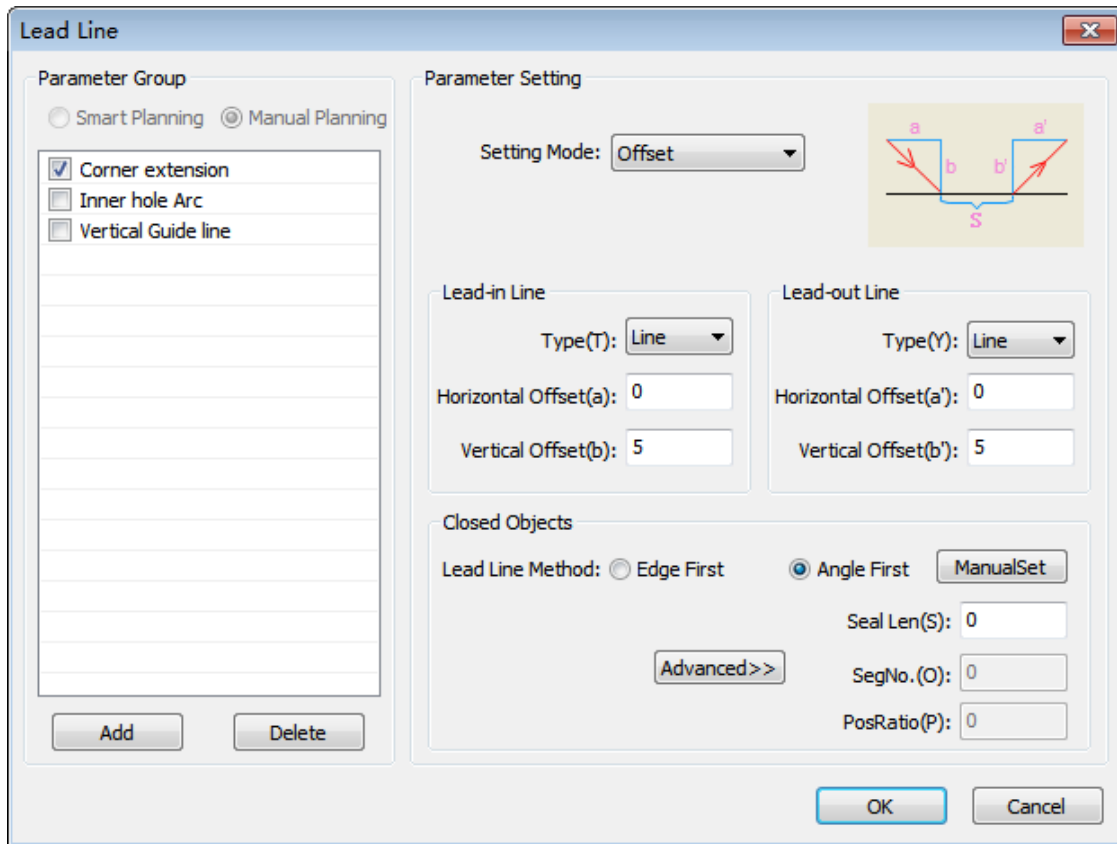 Lead Line
Parameter Group
Smart Planning Manual Planning
Corner extension
Inner hole Arc
Vertical Guide line
Add Delete
Parameter Setting
Setting Mode: Offset
a a'
b b'
S
Lead-in Line
Type(T): Line
Horizontal Offset(a): 0
Vertical Offset(b): 5
Lead-out Line
Type(Y): Line
Horizontal Offset(a'): 0
Vertical Offset(b'): 5
Closed Objects
Lead Line Method: Edge First Angle First ManualSet
Seal Len(S): 0
Advanced>> SegNo.(O): 0
PosRatio(P): 0
OK Cancel